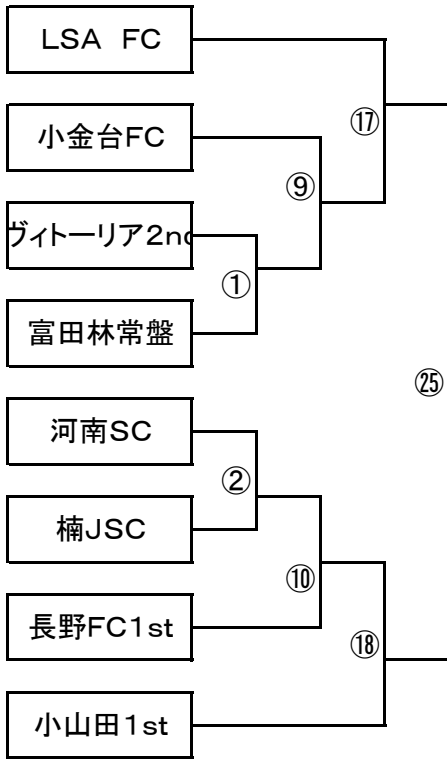 LSA FC
⑰
小金台FC
⑨
ヴィトーリア2nd
①
富田林常盤
㉕
河南SC
②
楠JSC
⑩
長野FC1st
⑱
小山田1st